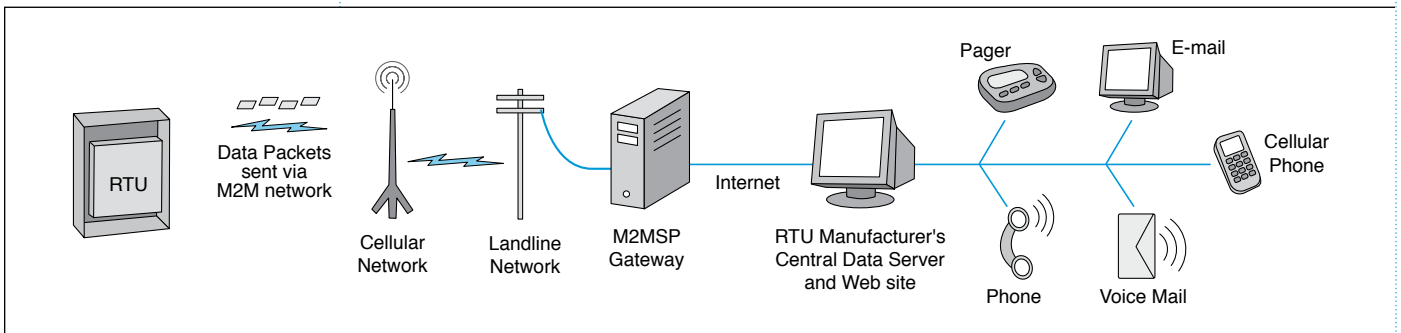 RTU
Data Packets
sent via
M2M network
Cellular
Network
Landline
Network
M2MSP
Gateway
Internet
RTU Manufacturer's
Central Data Server
and Web site
Pager
E-mail
Cellular
Phone
Phone
Voice Mail